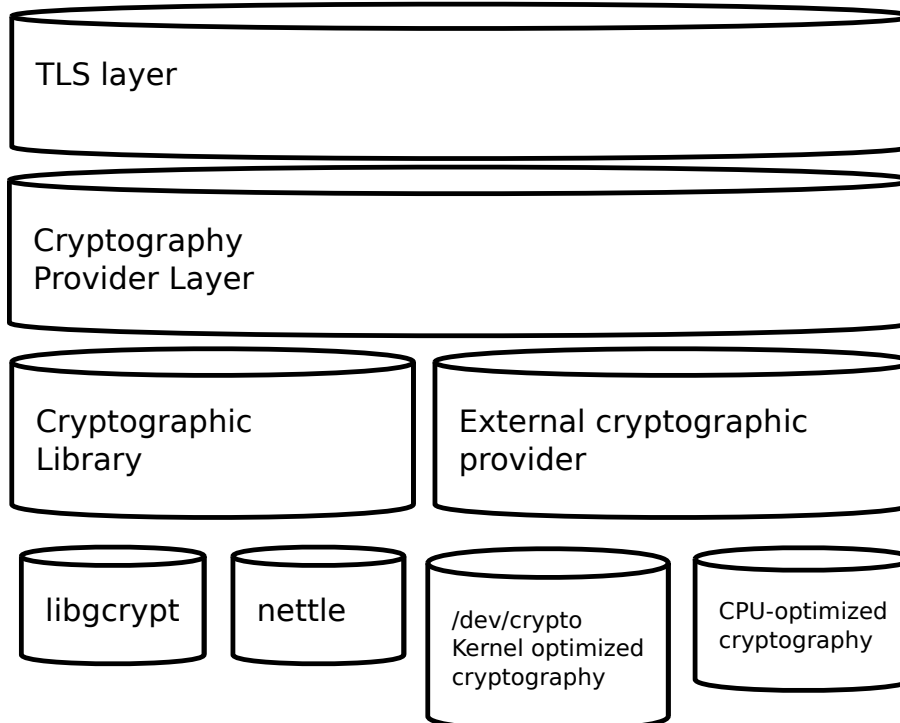 TLS layer
Cryptography
Provider Layer
Cryptographic
Library
External cryptographic
provider
libgcrypt
nettle
/dev/crypto
Kernel optimized
cryptography
CPU-optimized
cryptography